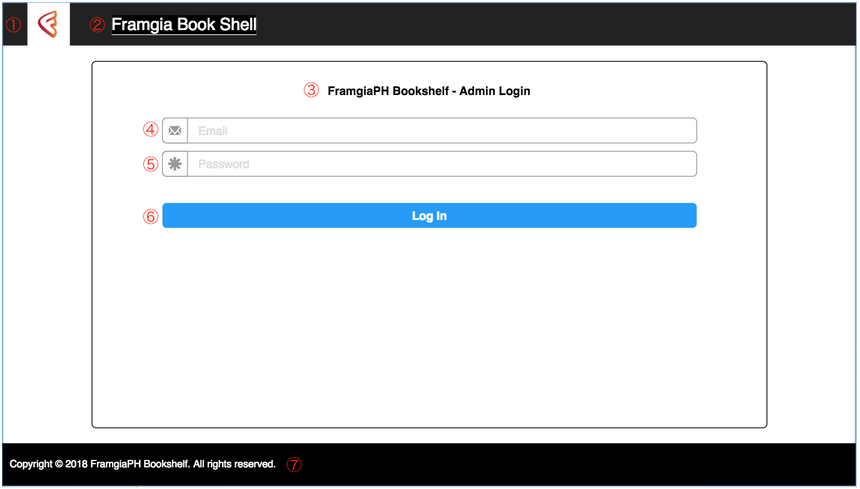 ① ② Framgia Book Shell
③ FramgiaPH Bookshelf - Admin Login
④ Email
⑤ Password
⑥ Log In
Copyright © 2018 FramgiaPH Bookshelf. All rights reserved. ⑦